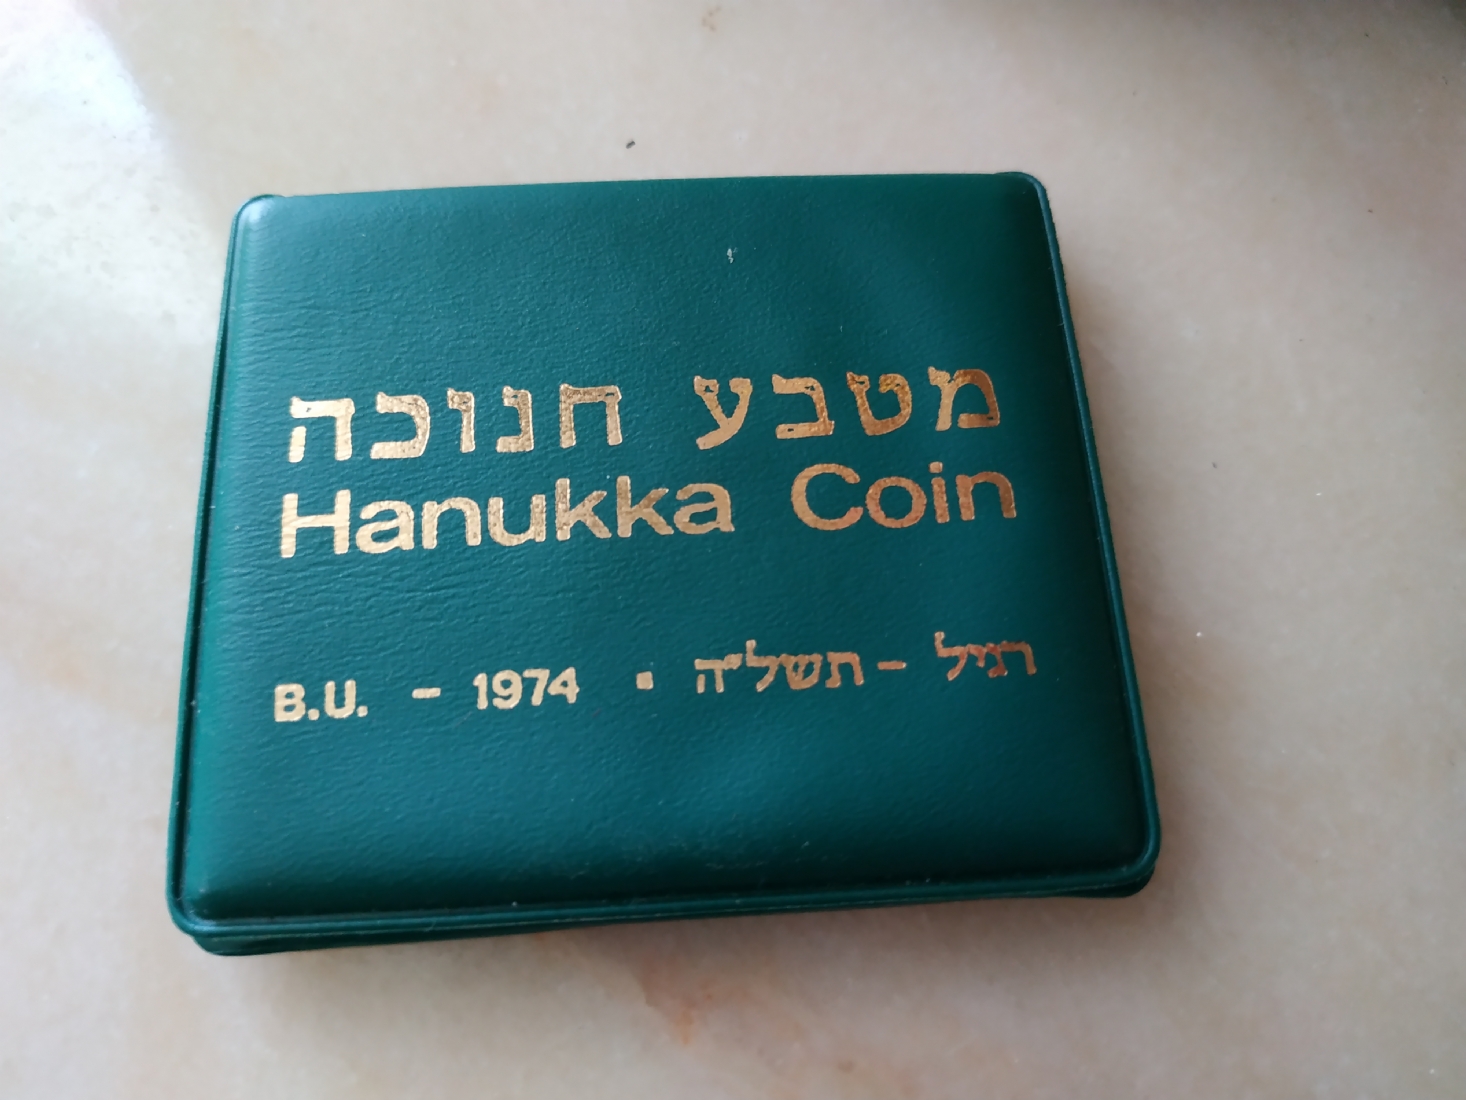 מטבע חנוכה
Hanukka Coin
B.U. - 1974 · רגיל - תשל״ה